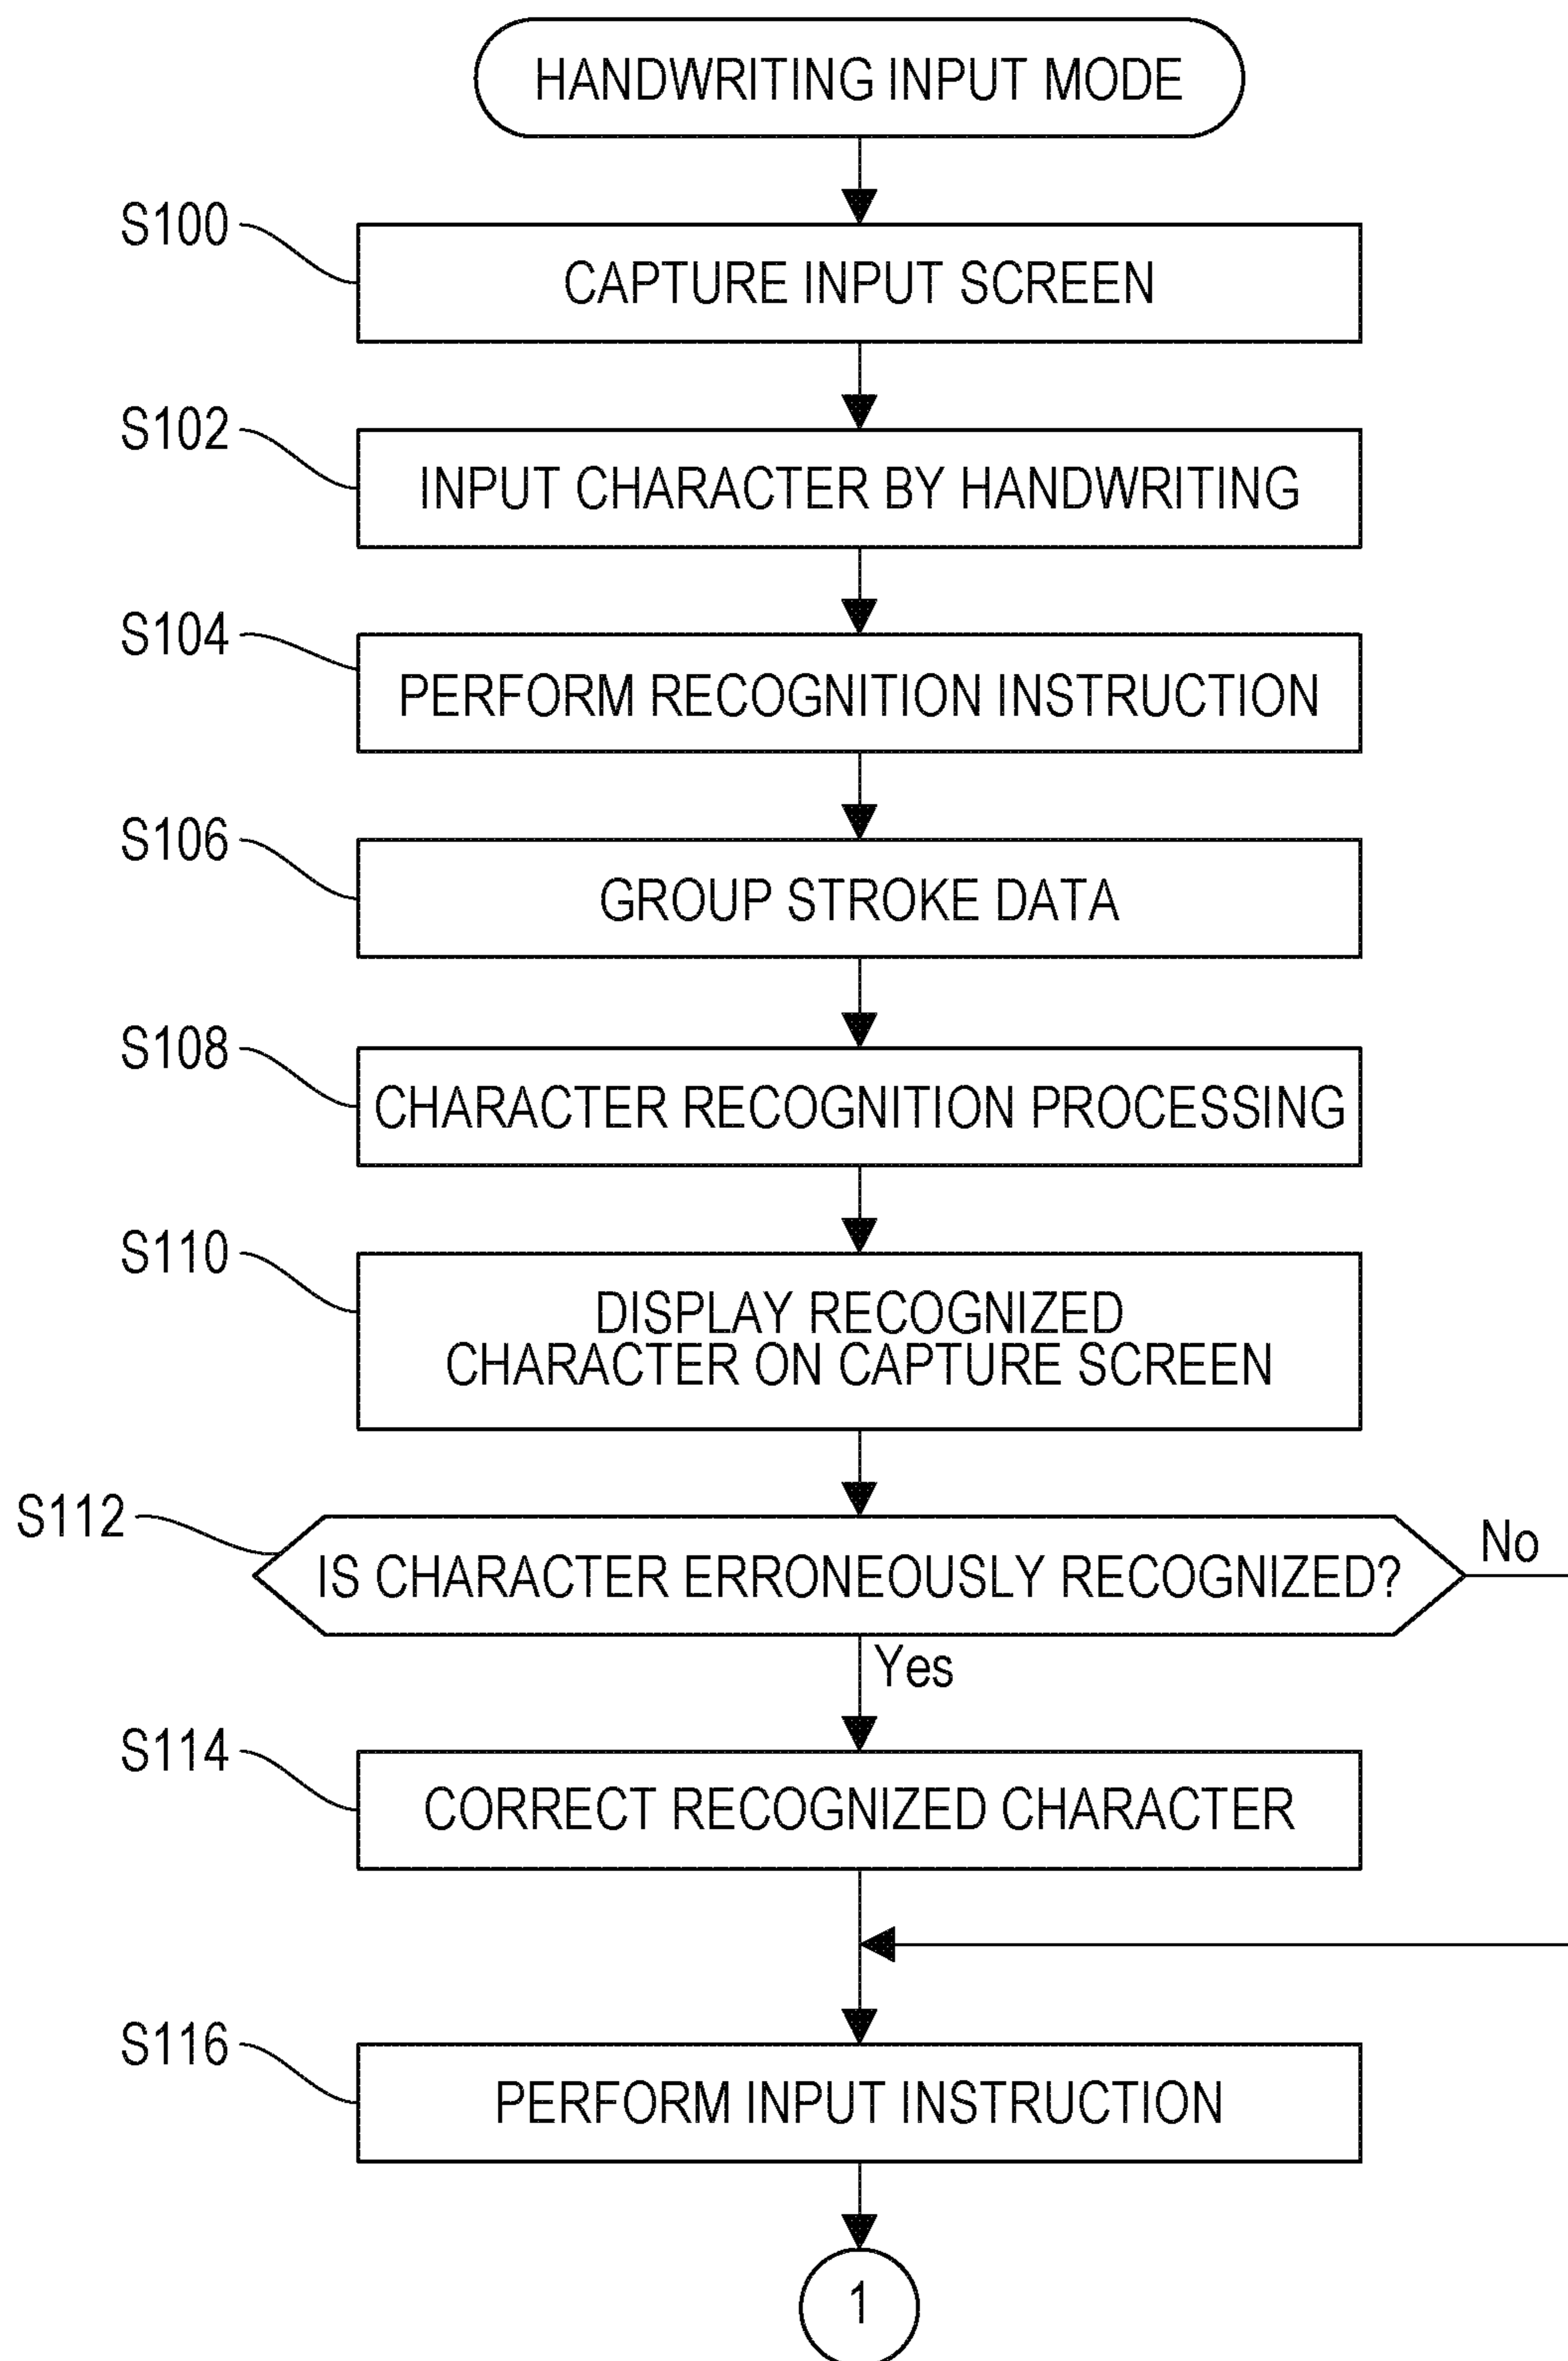 HANDWRITING INPUT MODE
S100
CAPTURE INPUT SCREEN
S102
INPUT CHARACTER BY HANDWRITING
S104
PERFORM RECOGNITION INSTRUCTION
S106
GROUP STROKE DATA
S108
CHARACTER RECOGNITION PROCESSING
S110
DISPLAY RECOGNIZED
CHARACTER ON CAPTURE SCREEN
S112
IS CHARACTER ERRONEOUSLY RECOGNIZED?
No
Yes
S114
CORRECT RECOGNIZED CHARACTER
S116
PERFORM INPUT INSTRUCTION
1